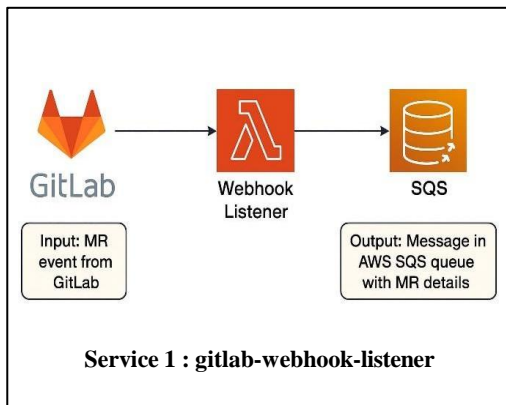 GitLab
Webhook
Listener
SQS
Input: MR
event from
GitLab
Output: Message in
AWS SQS queue
with MR details
Service 1 : gitlab-webhook-listener